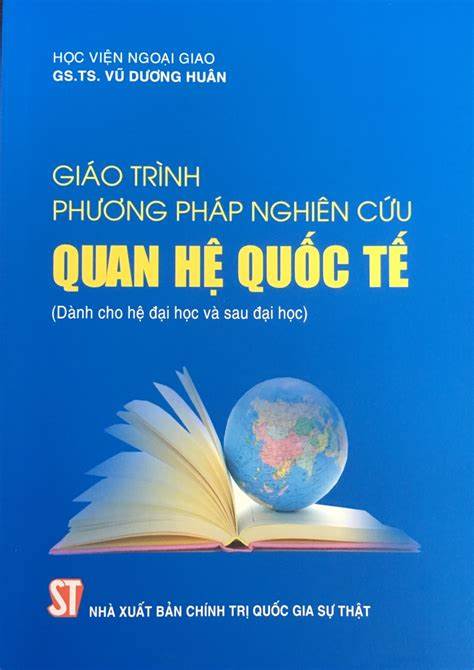 HỌC VIỆN NGOẠI GIAO
GS.TS. VŨ DƯƠNG HUÂN
GIÁO TRÌNH
PHƯƠNG PHÁP NGHIÊN CỨU
QUAN HỆ QUỐC TẾ
(Dành cho hệ đại học và sau đại học)
ST
NHÀ XUẤT BẢN CHÍNH TRỊ QUỐC GIA SỰ THẬT